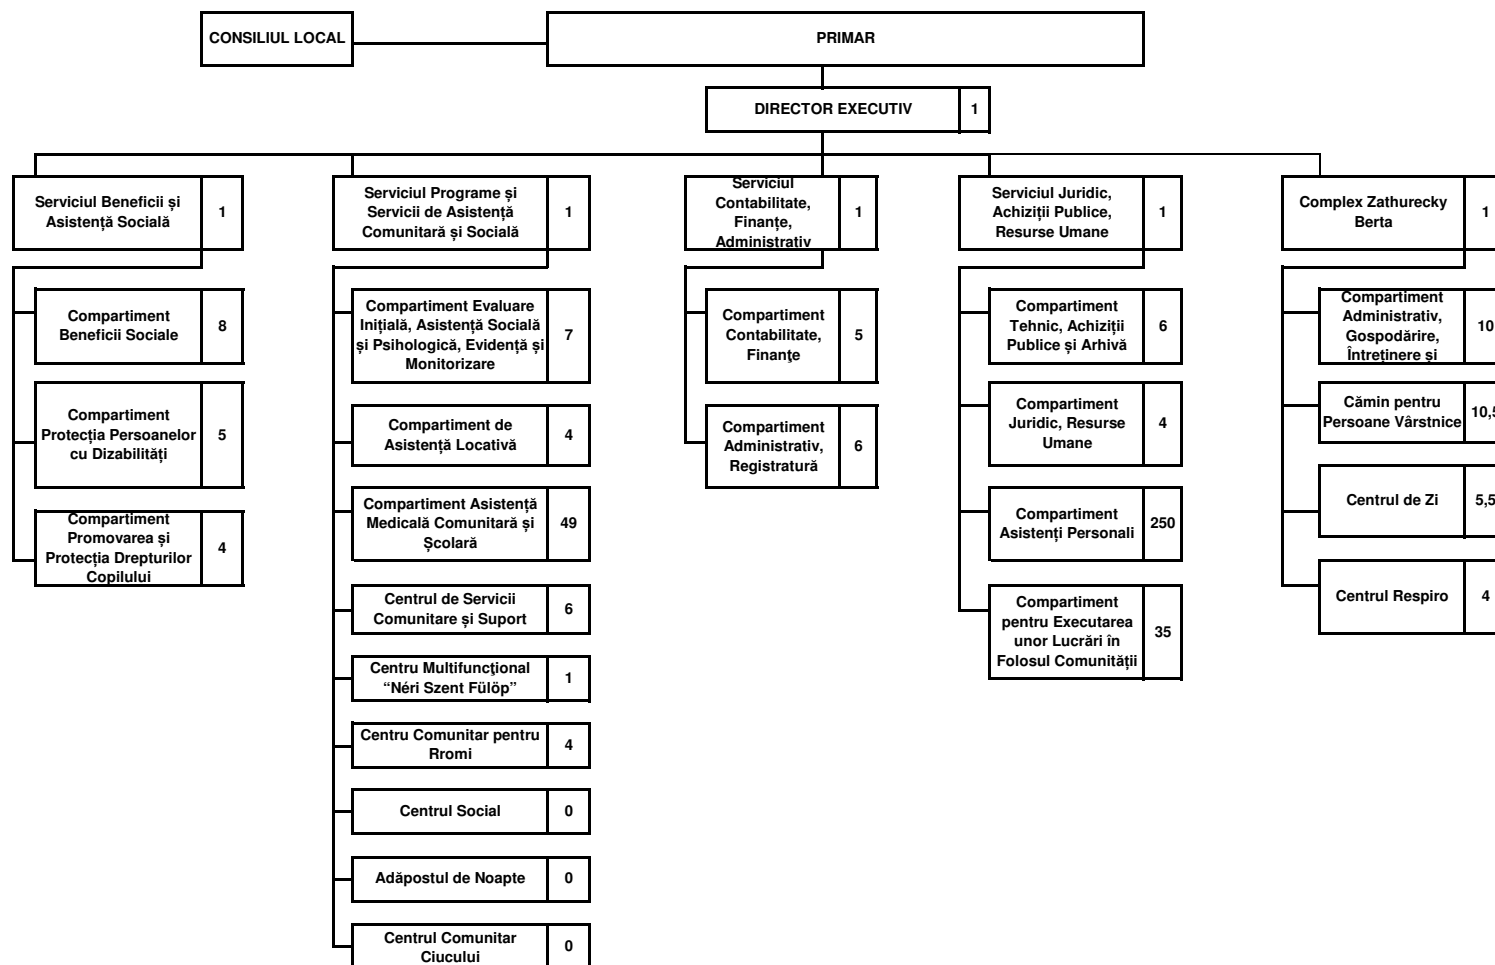 CONSILIUL LOCAL
PRIMAR
DIRECTOR EXECUTIV
1
Serviciul Beneficii și
Asistență Socială
1
Compartiment
Beneficii Sociale
8
Compartiment
Protecția Persoanelor
cu Dizabilități
5
Compartiment
Promovarea și
Protecția Drepturilor
Copilului
4
Serviciul Programe și
Servicii de Asistență
Comunitară și Socială
1
Compartiment Evaluare
Inițială, Asistență Socială
și Psihologică, Evidență și
Monitorizare
7
Compartiment de
Asistență Locativă
4
Compartiment Asistență
Medicală Comunitară și
Școlară
49
Centrul de Servicii
Comunitare și Suport
6
Centru Multifuncţional
“Néri Szent Fülöp”
1
Centru Comunitar pentru
Rromi
4
Centrul Social
0
Adăpostul de Noapte
0
Centrul Comunitar
Ciucului
0
Serviciul
Contabilitate,
Finanțe,
Administrativ
1
Compartiment
Contabilitate,
Finanţe
5
Compartiment
Administrativ,
Registratură
6
Serviciul Juridic,
Achiziții Publice,
Resurse Umane
1
Compartiment
Tehnic, Achiziții
Publice și Arhivă
6
Compartiment
Juridic, Resurse
Umane
4
Compartiment
Asistenți Personali
250
Compartiment
pentru Executarea
unor Lucrări în
Folosul Comunității
35
Complex Zathurecky
Berta
1
Compartiment
Administrativ,
Gospodărire,
Întreținere și
10
Cămin pentru
Persoane Vârstnice
10,5
Centrul de Zi
5,5
Centrul Respiro
4